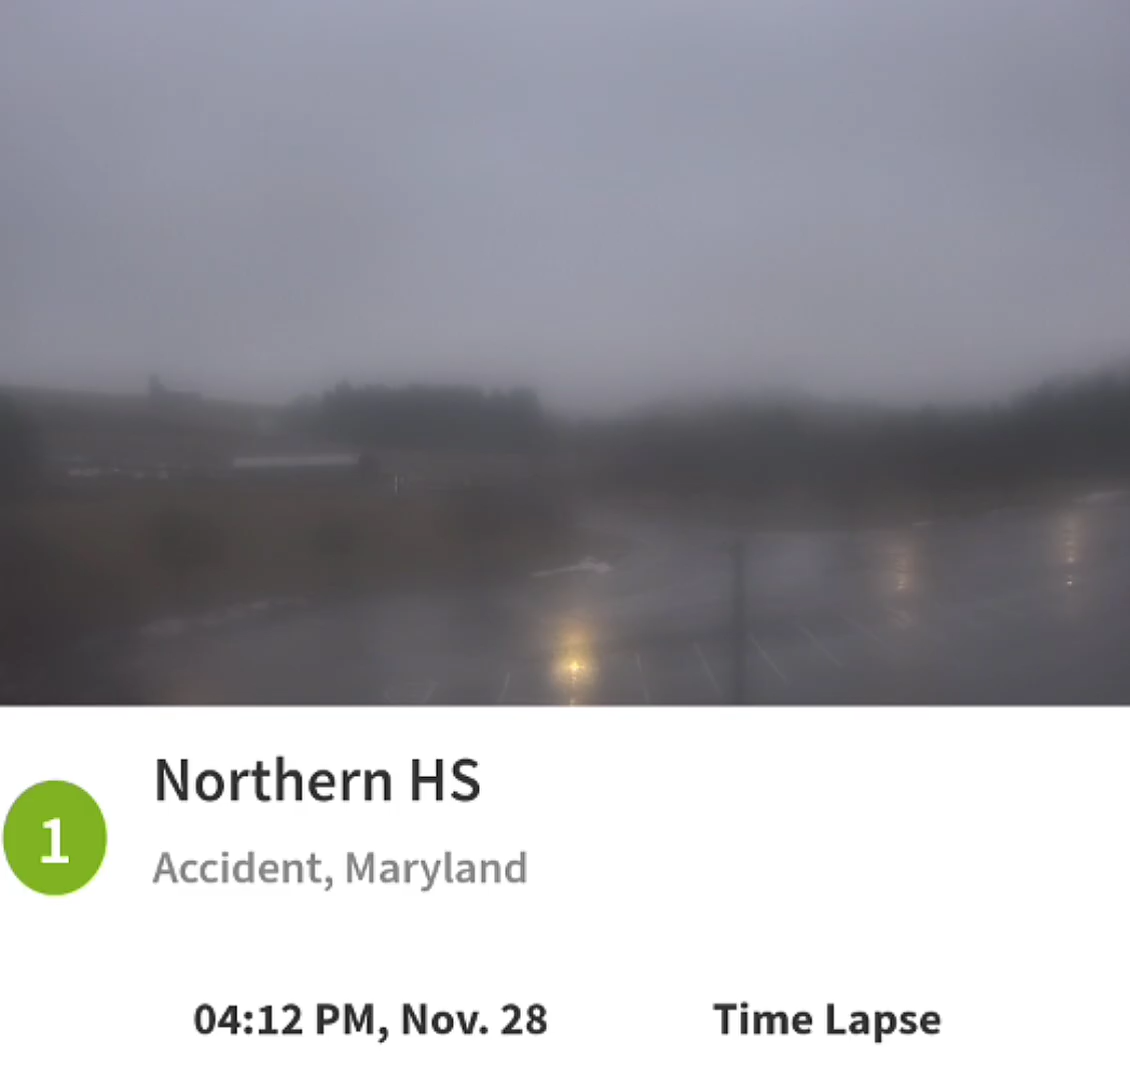 Northern HS
1
Accident, Maryland
04:12 PM, Nov. 28
Time Lapse